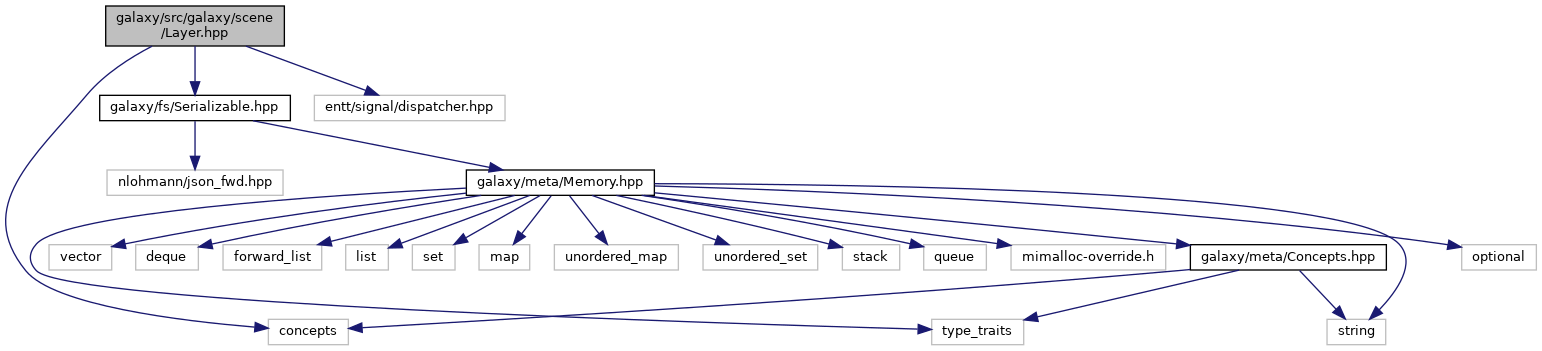 galaxy/src/galaxy/scene
/Layer.hpp
galaxy/fs/Serializable.hpp
entt/signal/dispatcher.hpp
nlohmann/json_fwd.hpp
galaxy/meta/Memory.hpp
vector
deque
forward_list
list
set
map
unordered_map
unordered_set
stack
queue
mimalloc-override.h
galaxy/meta/Concepts.hpp
optional
concepts
type_traits
string